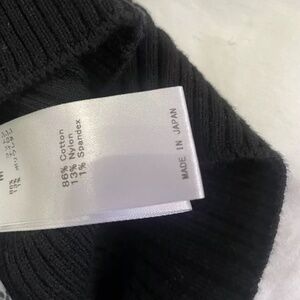 M
86% Cotton
13% Nylon
1% Spandex
MADE IN JAPAN